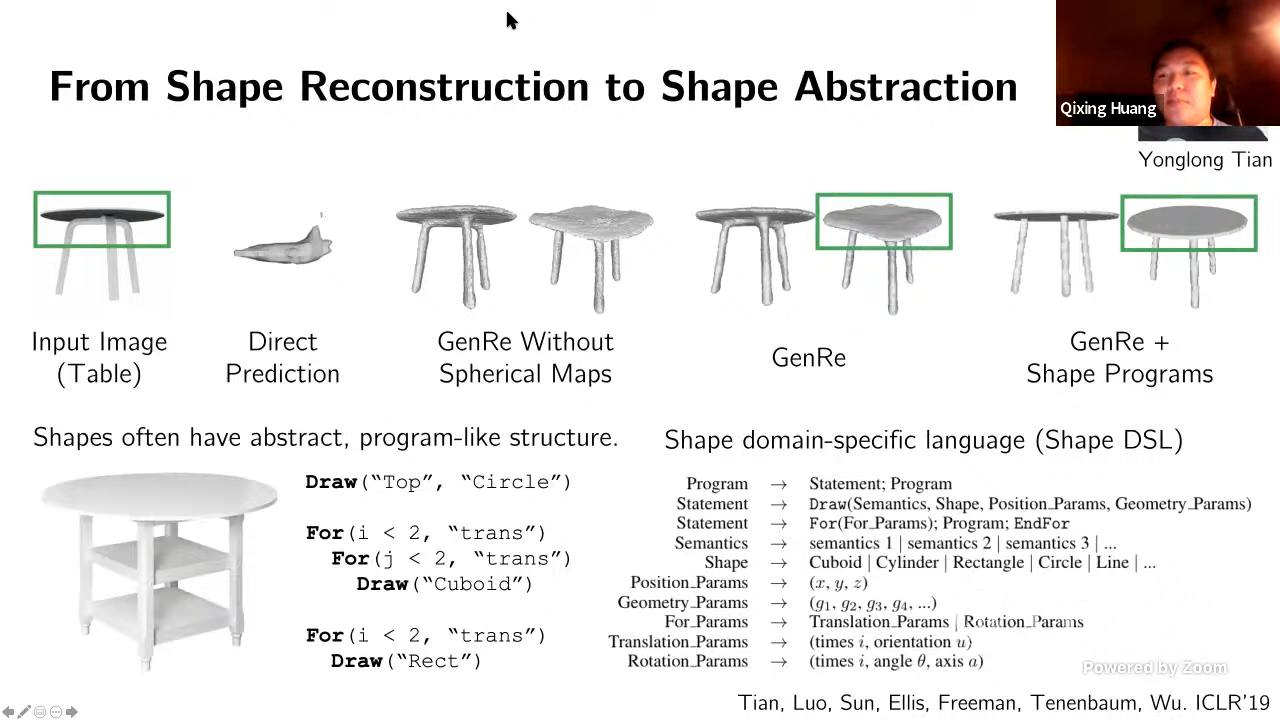 From Shape Reconstruction to Shape Abstraction
Qixing Huang
Yonglong Tian
Input Image
(Table)
Direct
Prediction
GenRe Without
Spherical Maps
GenRe
GenRe +
Shape Programs
Shapes often have abstract, program-like structure.
Draw(“Top”, “Circle”)
For(i < 2, “trans”)
For(j < 2, “trans”)
Draw(“Cuboid”)
For(i < 2, “trans”)
Draw(“Rect”)
Shape domain-specific language (Shape DSL)
Program → Statement; Program
Statement → Draw(Semantics, Shape, Position_Params, Geometry_Params)
Statement → For(For_Params); Program; EndFor
Semantics → semantics 1 | semantics 2 | semantics 3 | ...
Shape → Cuboid | Cylinder | Rectangle | Circle | Line | ...
Position_Params → (x, y, z)
Geometry_Params → (g₁, g₂, g₃, g₄, ...)
For_Params → Translation_Params | Rotation_Params
Translation_Params → (times i, orientation u)
Rotation_Params → (times i, angle θ, axis a)
Powered by Zoom
Tian, Luo, Sun, Ellis, Freeman, Tenenbaum, Wu. ICLR’19